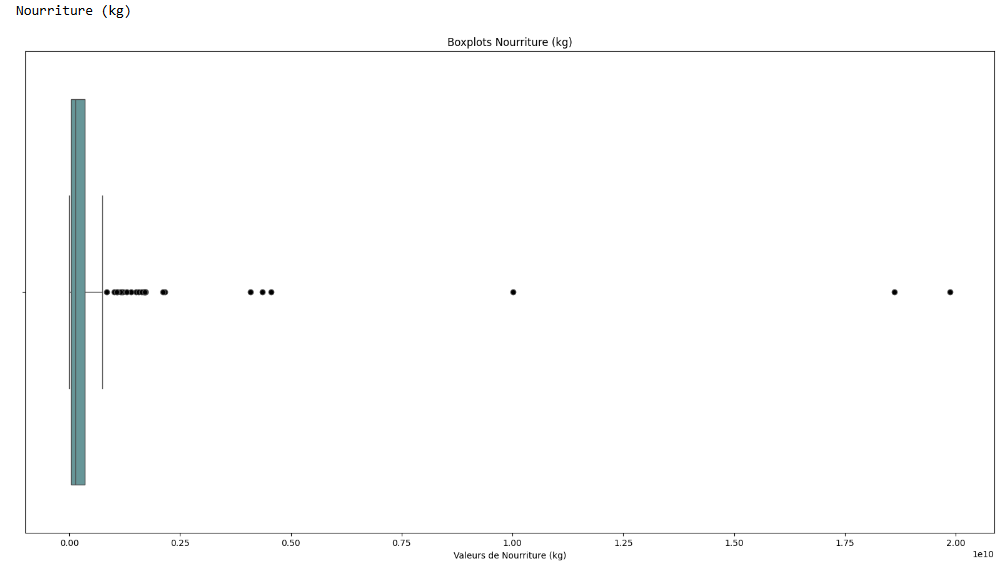 Nourriture (kg)
Boxplots Nourriture (kg)
0.00 0.25 0.50 0.75 1.00 1.25 1.50 1.75 2.00
1e10
Valeurs de Nourriture (kg)